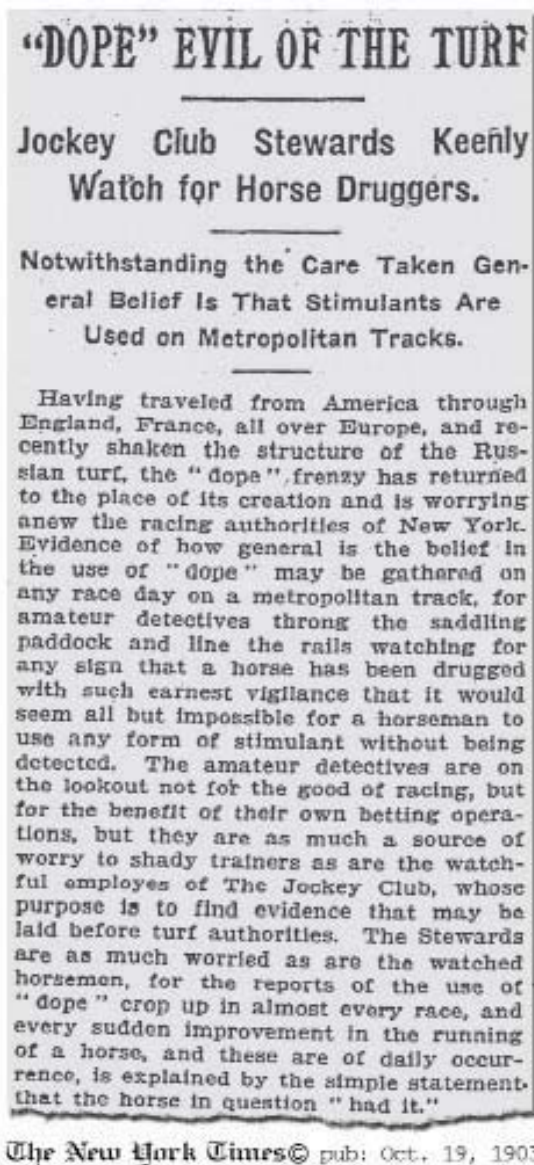 "DOPE" EVIL OF THE TURF
Jockey Club Stewards Keenly
Watch for Horse Druggers.
Notwithstanding the Care Taken Gen-
eral Belief Is That Stimulants Are
Used on Metropolitan Tracks.
Having traveled from America through
England, France, all over Europe, and re-
cently shaken the structure of the Rus-
sian turf, the "dope" frenzy has returned
to the place of its creation and is worrying
anew the racing authorities of New York.
Evidence of how general is the belief in
the use of "dope" may be gathered on
any race day on a metropolitan track, for
amateur detectives throng the saddling
paddock and line the rails watching for
any sign that a horse has been drugged
with such earnest vigilance that it would
seem all but impossible for a horseman to
use any form of stimulant without being
detected. The amateur detectives are on
the lookout not for the good of racing, but
for the benefit of their own betting opera-
tions, but they are as much a source of
worry to shady trainers as are the watch-
ful employes of The Jockey Club, whose
purpose is to find evidence that may be
laid before turf authorities. The Stewards
are as much worried as are the watched
horsemen, for the reports of the use of
"dope" crop up in almost every race, and
every sudden improvement in the running
of a horse, and these are of daily occur-
rence, is explained by the simple statement
that the horse in question "had it."
The New York Times© pub: Oct. 19, 1903